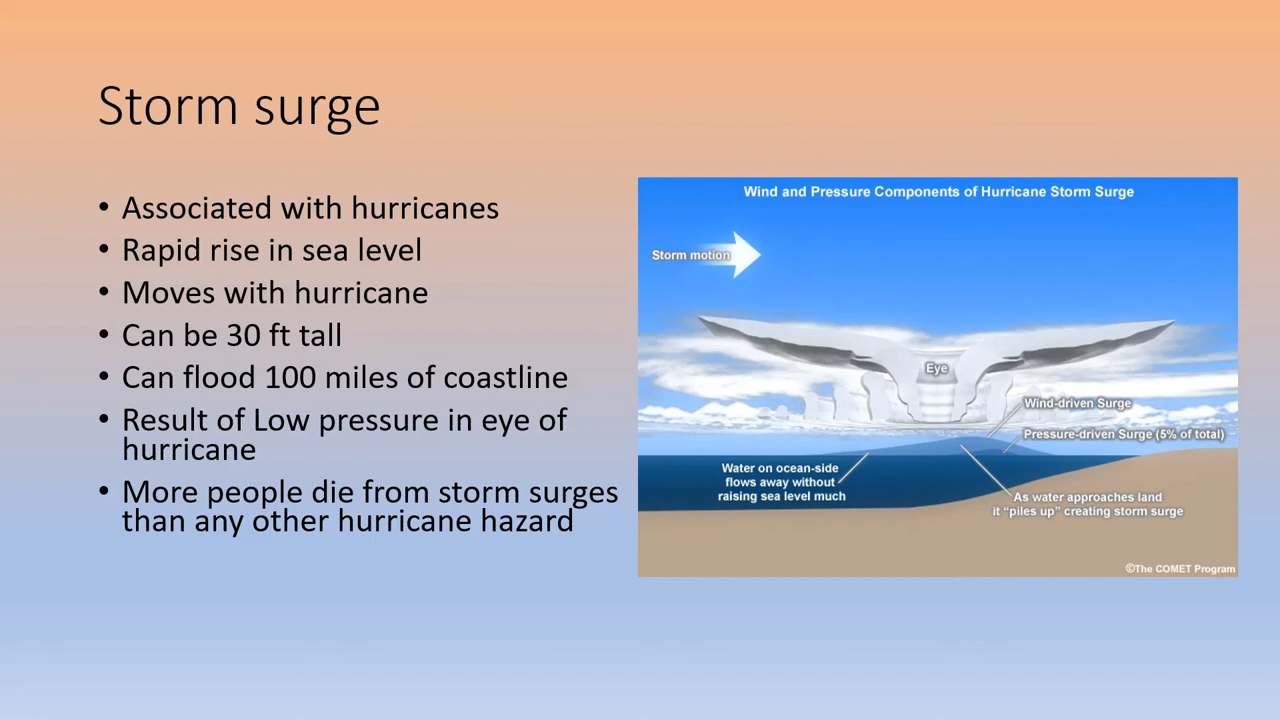 Storm surge
• Associated with hurricanes
• Rapid rise in sea level
• Moves with hurricane
• Can be 30 ft tall
• Can flood 100 miles of coastline
• Result of Low pressure in eye of
hurricane
• More people die from storm surges
than any other hurricane hazard
Wind and Pressure Components of Hurricane Storm Surge
Storm motion
Eye
Wind-driven Surge
Pressure-driven Surge (5% of total)
Water on ocean-side
flows away without
raising sea level much
As water approaches land
it “piles up” creating storm surge
©The COMET Program